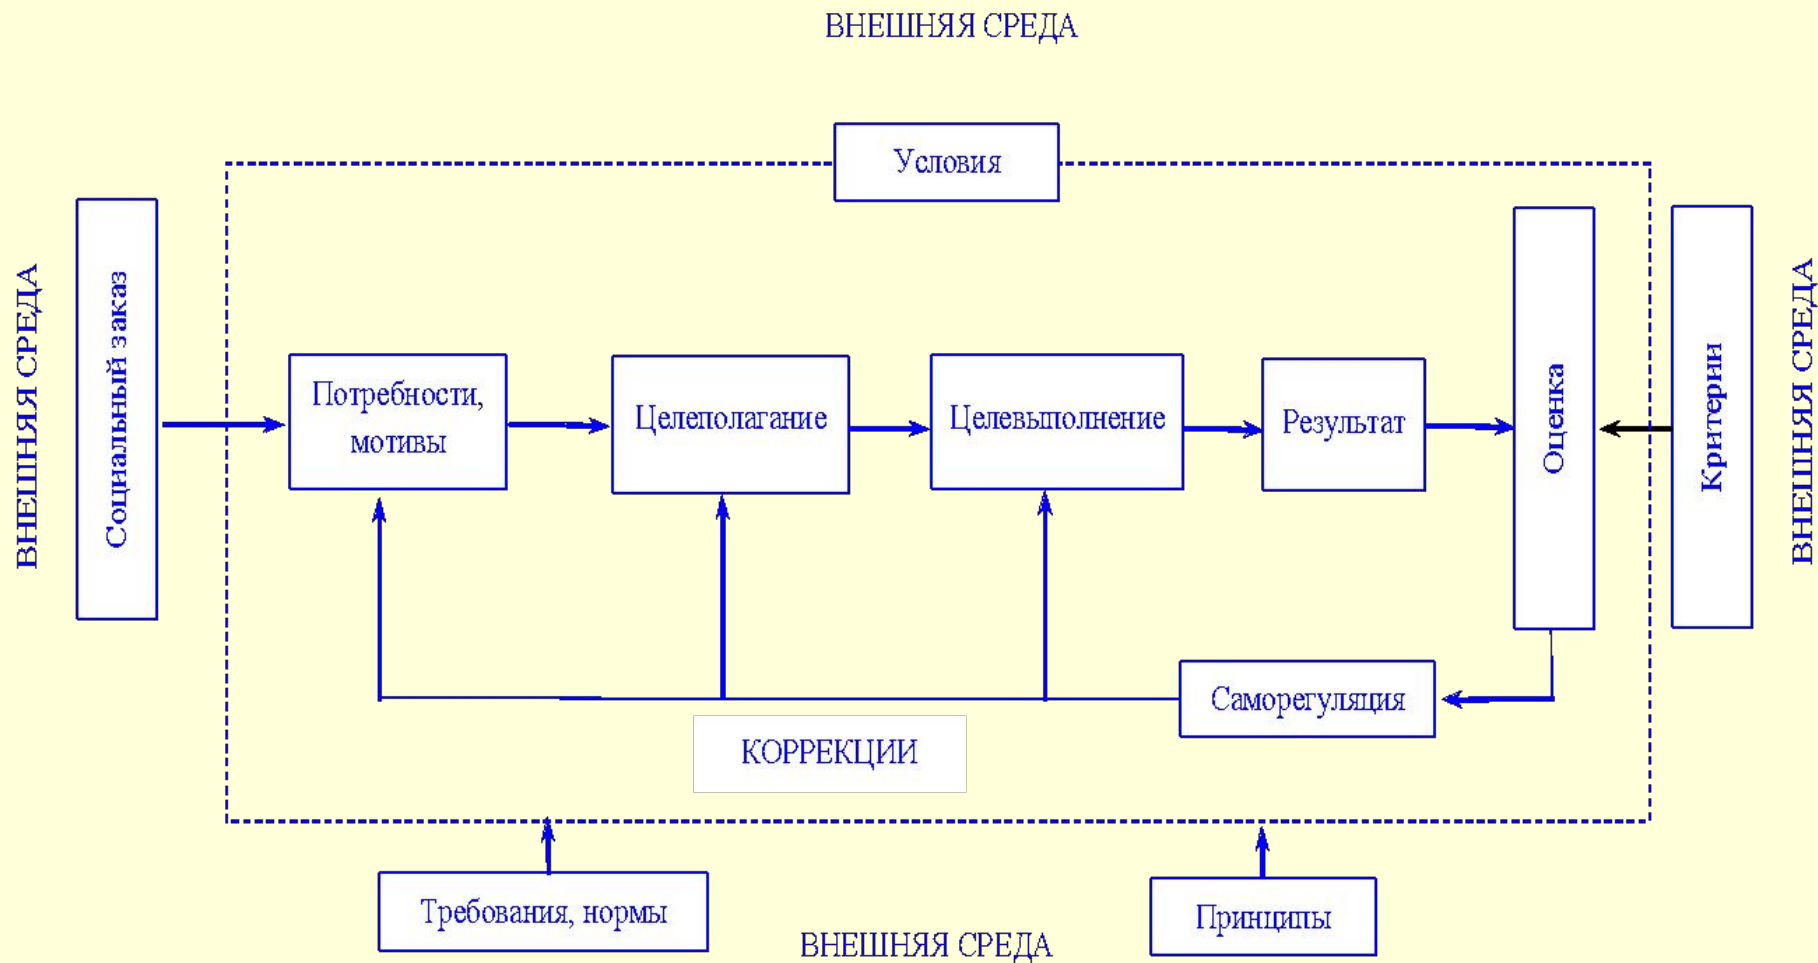 ВНЕШНЯЯ СРЕДА
Условия
ВНЕШНЯЯ СРЕДА
Социальный заказ
Потребности,
мотивы
Целеполагание
Целевыполнение
Результат
Оценка
Критерии
ВНЕШНЯЯ СРЕДА
Саморегуляция
КОРРЕКЦИИ
Требования, нормы
Принципы
ВНЕШНЯЯ СРЕДА